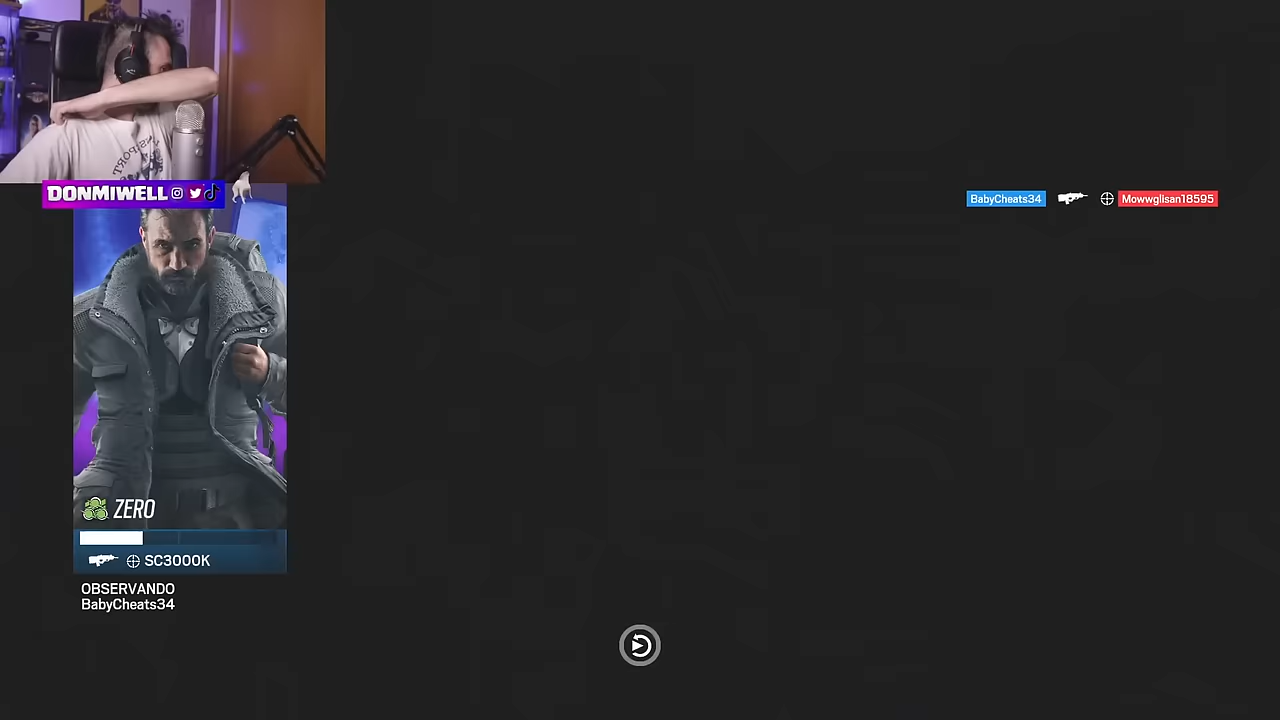 DONMIWELL
BabyCheats34 Mowwglisan18595
ZERO
SC3000K
OBSERVANDO
BabyCheats34